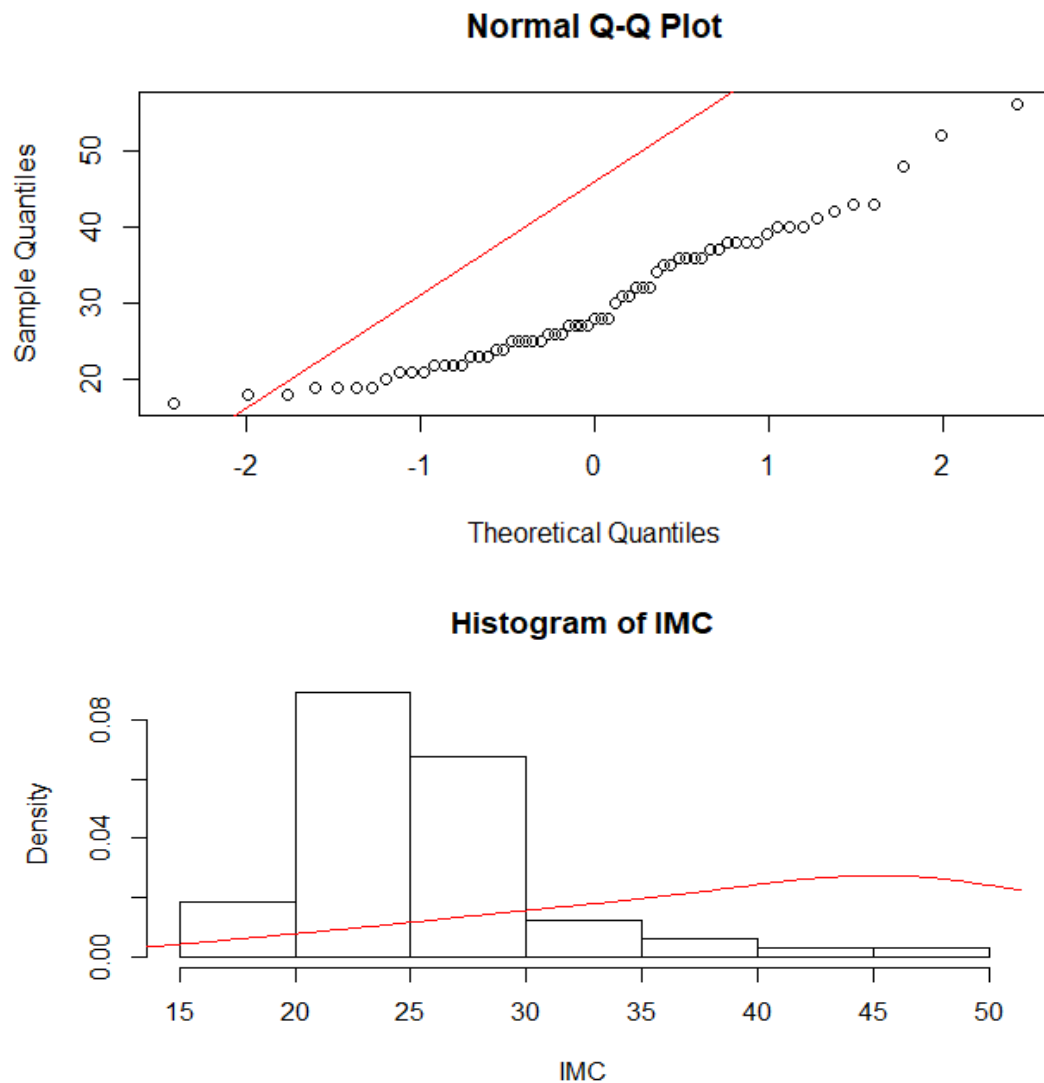 Normal Q-Q Plot
Sample Quantiles
50
40
30
20
-2 -1 0 1 2
Theoretical Quantiles
Histogram of IMC
Density
0.08
0.04
0.00
15 20 25 30 35 40 45 50
IMC